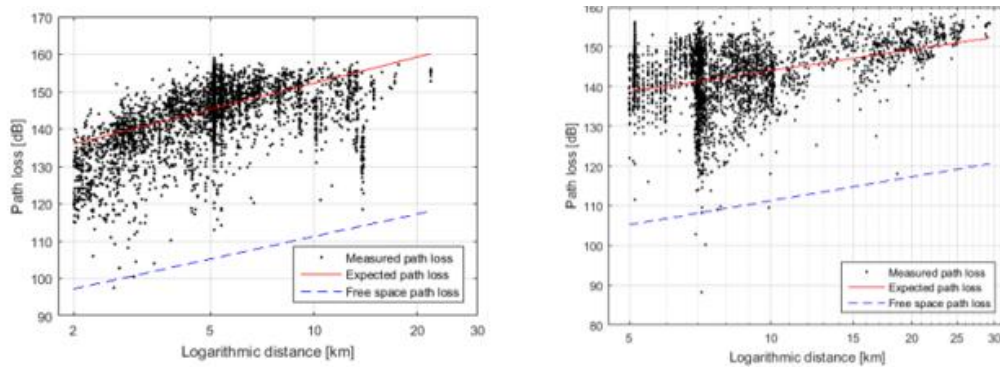 170
160
150
140
130
120
110
100
90
2
5
10
20
30
Path loss [dB]
Logarithmic distance [km]
Measured path loss
Expected path loss
Free space path loss
160
150
140
130
120
110
100
90
80
5
10
15
20
25
30
Path loss [dB]
Logarithmic distance [km]
Measured path loss
Expected path loss
Free space path loss